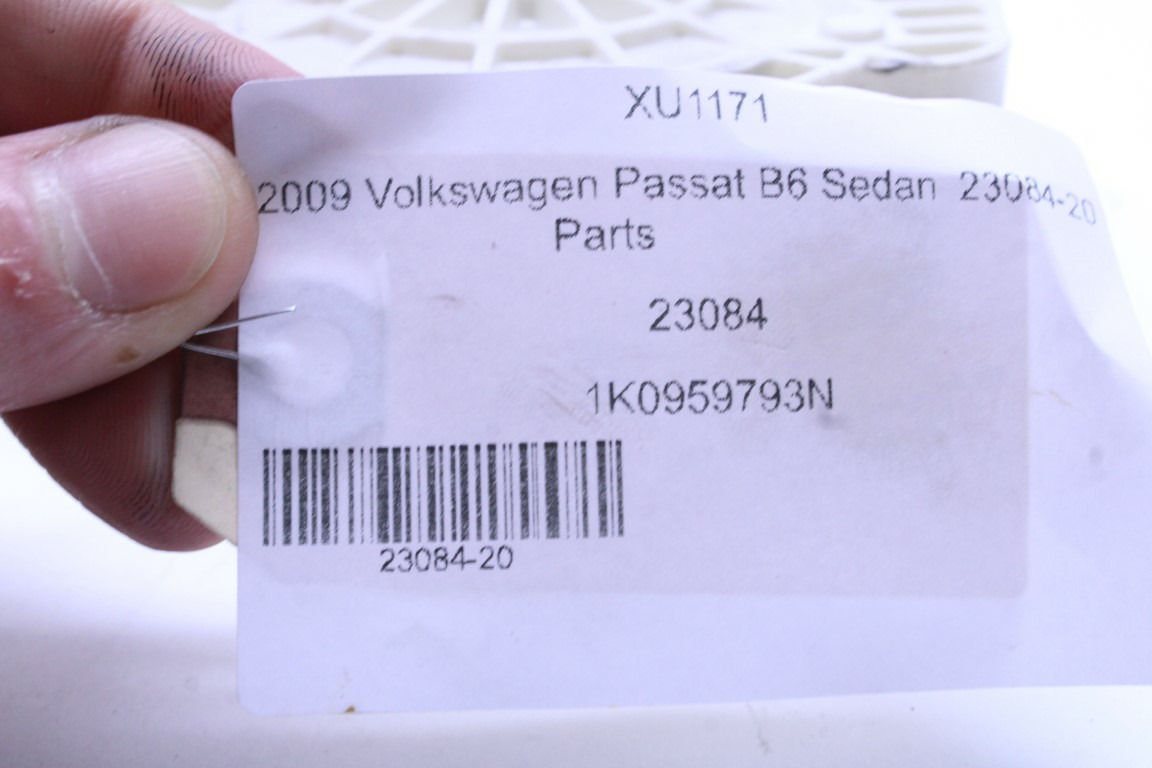 XU1171
2009 Volkswagen Passat B6 Sedan 23084-20
Parts
23084
1K0959793N
23084-20